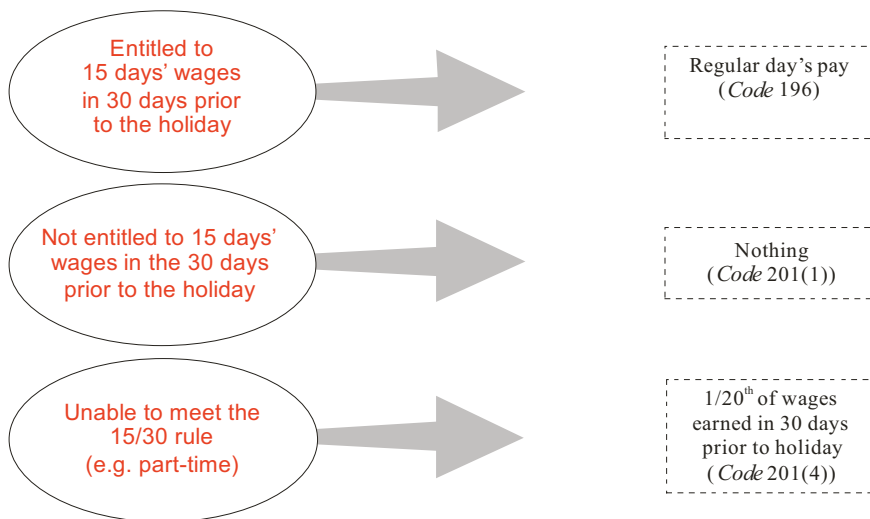 Entitled to
15 days’ wages
in 30 days prior
to the holiday
Regular day’s pay
(Code 196)
Not entitled to 15 days’
wages in the 30 days
prior to the holiday
Nothing
(Code 201(1))
Unable to meet the
15/30 rule
(e.g. part-time)
1/20th of wages
earned in 30 days
prior to holiday
(Code 201(4))